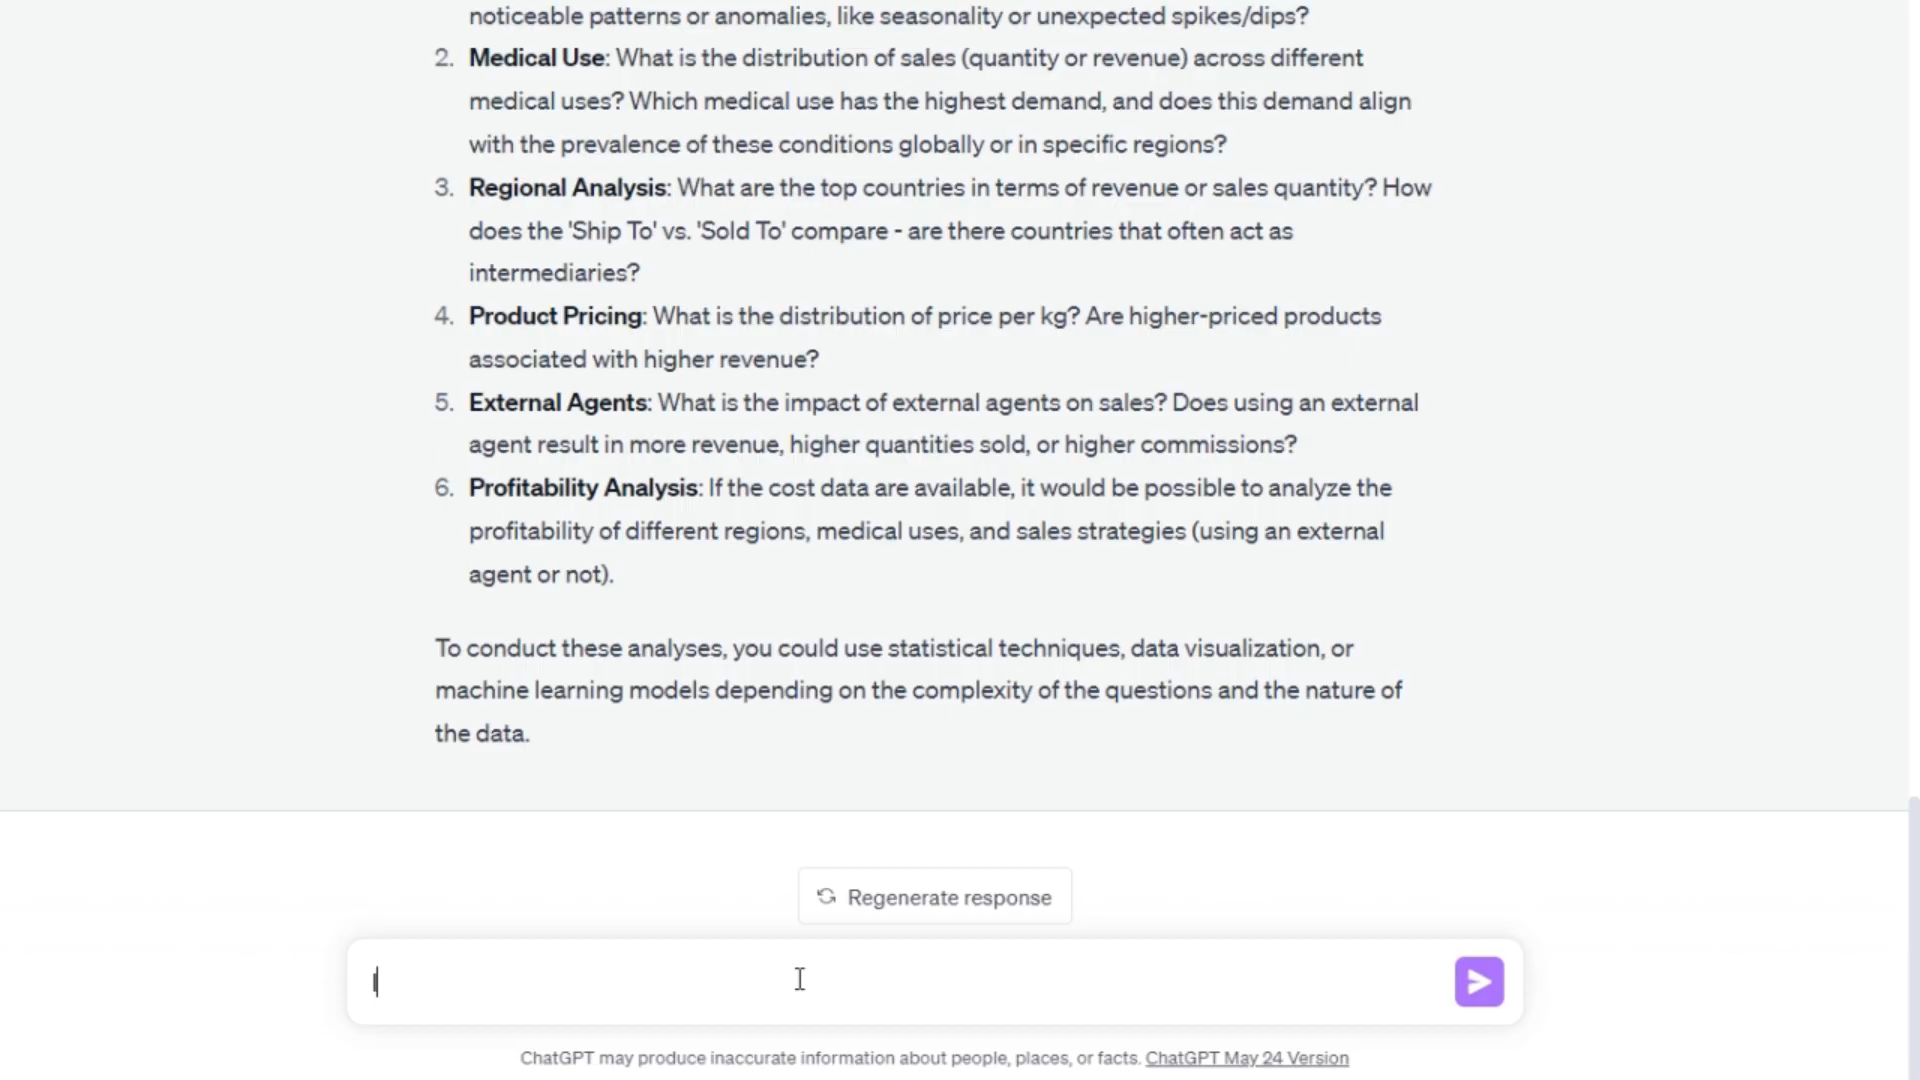 noticeable patterns or anomalies, like seasonality or unexpected spikes/dips?
2. Medical Use: What is the distribution of sales (quantity or revenue) across different
medical uses? Which medical use has the highest demand, and does this demand align
with the prevalence of these conditions globally or in specific regions?
3. Regional Analysis: What are the top countries in terms of revenue or sales quantity? How
does the 'Ship To' vs. 'Sold To' compare - are there countries that often act as
intermediaries?
4. Product Pricing: What is the distribution of price per kg? Are higher-priced products
associated with higher revenue?
5. External Agents: What is the impact of external agents on sales? Does using an external
agent result in more revenue, higher quantities sold, or higher commissions?
6. Profitability Analysis: If the cost data are available, it would be possible to analyze the
profitability of different regions, medical uses, and sales strategies (using an external
agent or not).
To conduct these analyses, you could use statistical techniques, data visualization, or
machine learning models depending on the complexity of the questions and the nature of
the data.
Regenerate response
ChatGPT may produce inaccurate information about people, places, or facts. ChatGPT May 24 Version